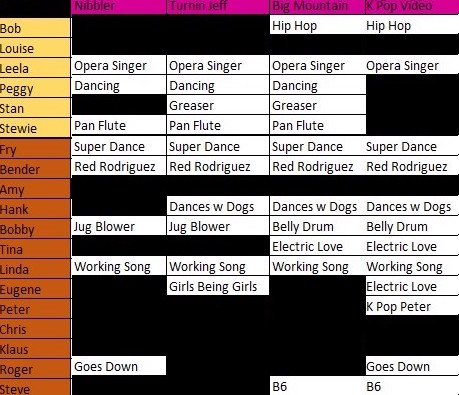 Nibbler Turnin Jeff Big Mountain K Pop Video
Bob Hip Hop Hip Hop
Louise
Leela Opera Singer Opera Singer Opera Singer Opera Singer
Peggy Dancing Dancing Dancing
Stan Greaser Greaser
Stewie Pan Flute Pan Flute Pan Flute
Fry Super Dance Super Dance Super Dance Super Dance
Bender Red Rodriguez Red Rodriguez Red Rodriguez Red Rodriguez
Amy
Hank Dances w Dogs Dances w Dogs Dances w Dogs
Bobby Jug Blower Jug Blower Belly Drum Belly Drum
Tina Electric Love Electric Love
Linda Working Song Working Song Working Song Working Song
Eugene Girls Being Girls Electric Love
Peter K Pop Peter
Chris
Klaus
Roger Goes Down Goes Down
Steve B6 B6